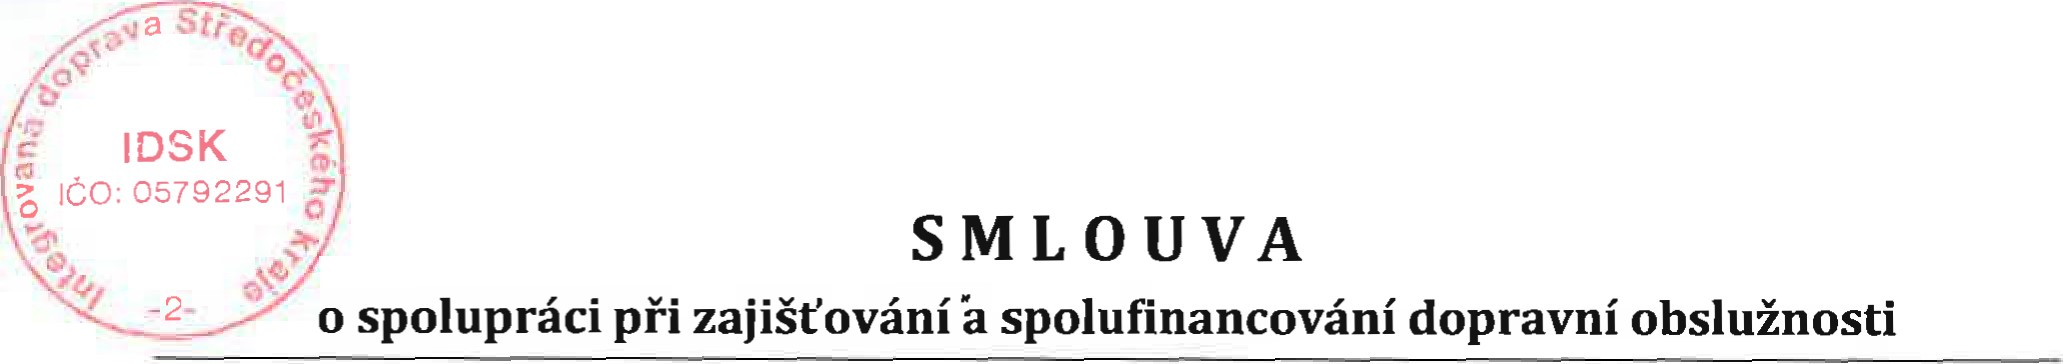 Integrovaná doprava Středočeského kraje
IDSK
IČO: 05792291
-2-
SMLOUVA
o spolupráci při zajišťování a spolufinancování dopravní obslužnosti